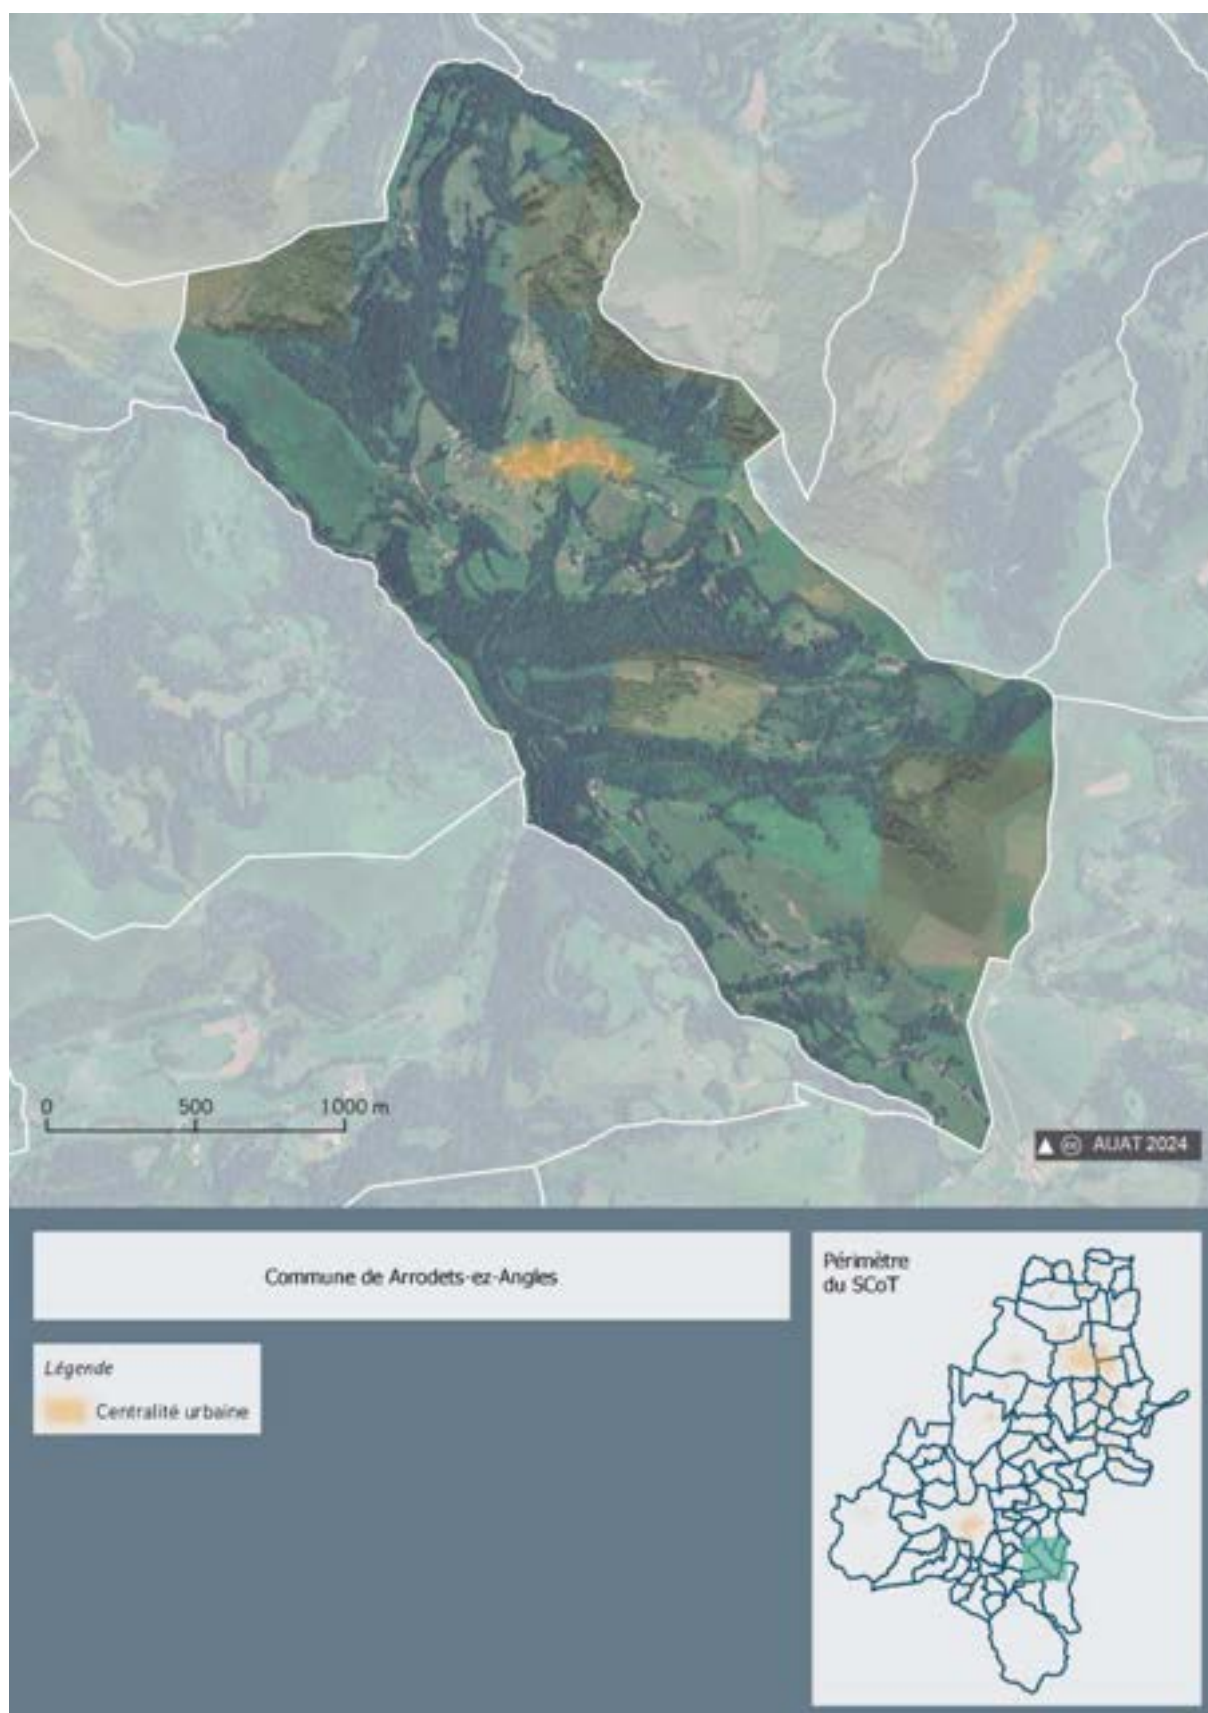 0 500 1000 m
AUAT 2024
Commune de Arrodets-ez-Angles
Légende
Centralité urbaine
Périmètre
du SCoT